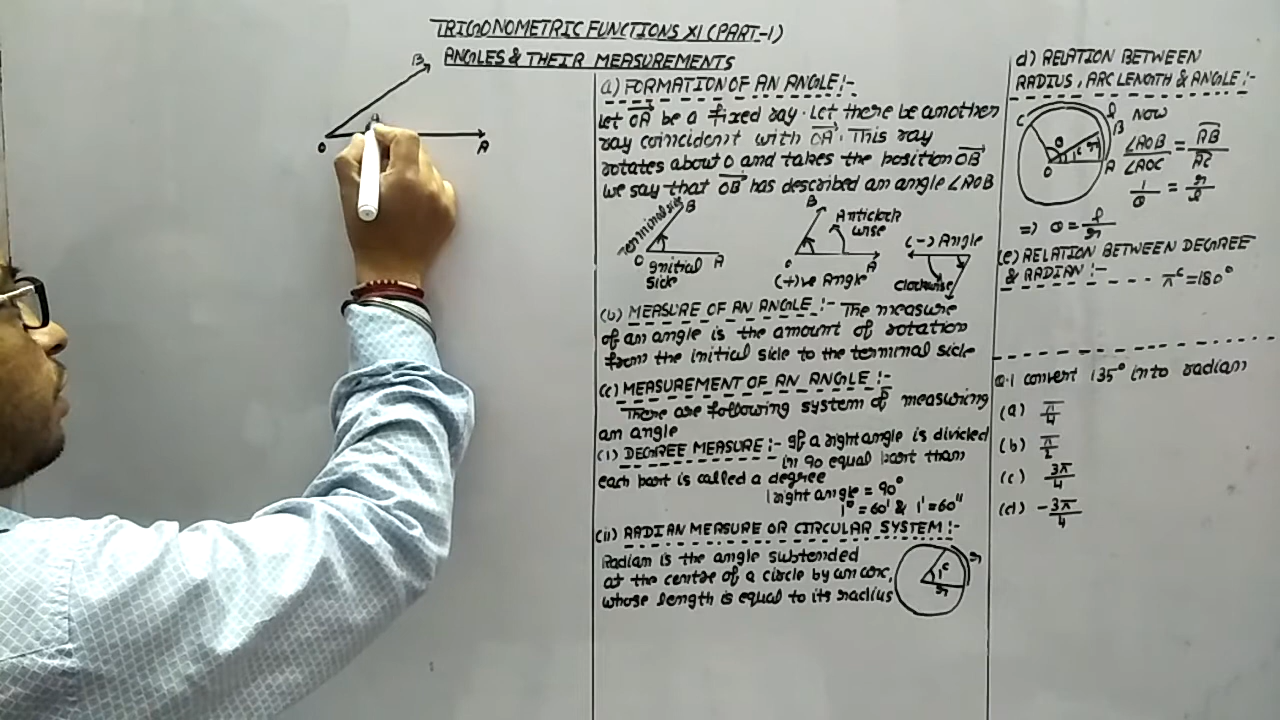 TRIGONOMETRIC FUNCTIONS XI (PART-1)
ANGLES & THEIR MEASUREMENTS
B
O
A
a) FORMATION OF AN ANGLE:-
Let OA be a fixed ray. Let there be another
ray coincident with OA. This ray
rotates about O and takes the position OB
we say that OB has described an angle ∠AOB
Terminal side
B
O
A
Initial
side
B
Anticlock
wise
O
A
(+)ve Angle
(-) Angle
Clockwise
(b) MEASURE OF AN ANGLE:- The measure
of an angle is the amount of rotation
from the initial side to the terminal side
(c) MEASUREMENT OF AN ANGLE:-
There are following system of measuring
an angle
(i) DEGREE MEASURE:- If a right angle is divided
in 90 equal part than
each part is called a degree
1 right angle = 90°
1° = 60' & 1' = 60"
(ii) RADIAN MEASURE OR CIRCULAR SYSTEM:-
Radian is the angle subtended
at the centre of a circle by an arc,
whose length is equal to its radius
1ᶜ
r
r
d) RELATION BETWEEN
RADIUS, ARC LENGTH & ANGLE:-
C
l
B
θ
1ᶜ
r
O
A
Now
∠AOB/∠AOC = AB/AC
1/θ = r/l
=> θ = l/r
(e) RELATION BETWEEN DEGREE
& RADIAN:-
πᶜ=180°
Q.1 convert 135° into radian
(a) π/4
(b) π/2
(c) 3π/4
(d) -3π/4